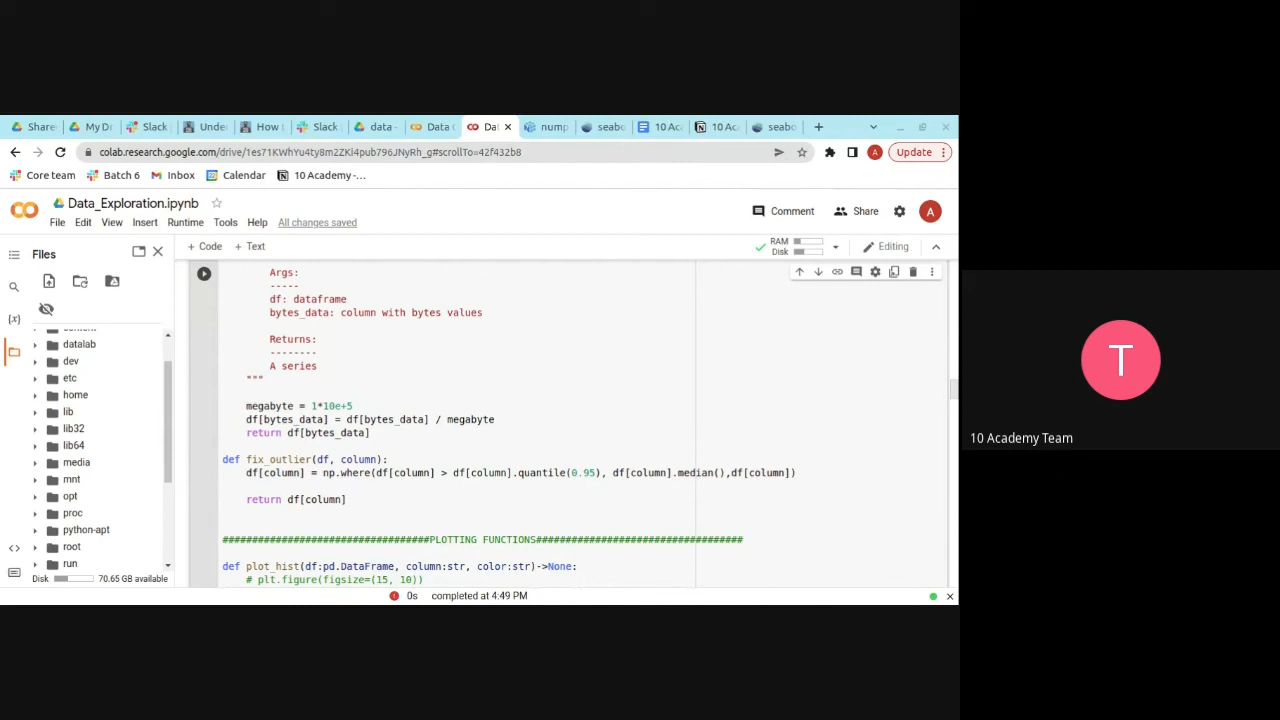 Share
My Di
Slack
Unde
How I
Slack
data -
Data C
Dat
nump
seabo
10 Aca
10 Aca
seabo
colab.research.google.com/drive/1es71KWhYu4ty8m2ZKi4pub796JNyRh_g#scrollTo=42f432b8
A
Update
Core team
Batch 6
Inbox
Calendar
10 Academy -...
Data_Exploration.ipynb
Comment
Share
A
File Edit View Insert Runtime Tools Help All changes saved
Files
+ Code + Text
RAM
Disk
Editing
{x}
content
datalab
dev
etc
home
lib
lib32
lib64
media
mnt
opt
proc
python-apt
root
run
Disk 70.65 GB available
Args:
-----
df: dataframe
bytes_data: column with bytes values
Returns:
--------
A series
"""
megabyte = 1*10e+5
df[bytes_data] = df[bytes_data] / megabyte
return df[bytes_data]
def fix_outlier(df, column):
df[column] = np.where(df[column] > df[column].quantile(0.95), df[column].median(),df[column])
return df[column]
###################################PLOTTING FUNCTIONS###################################
def plot_hist(df:pd.DataFrame, column:str, color:str)->None:
# plt.figure(figsize=(15, 10))
0s completed at 4:49 PM
T
10 Academy Team